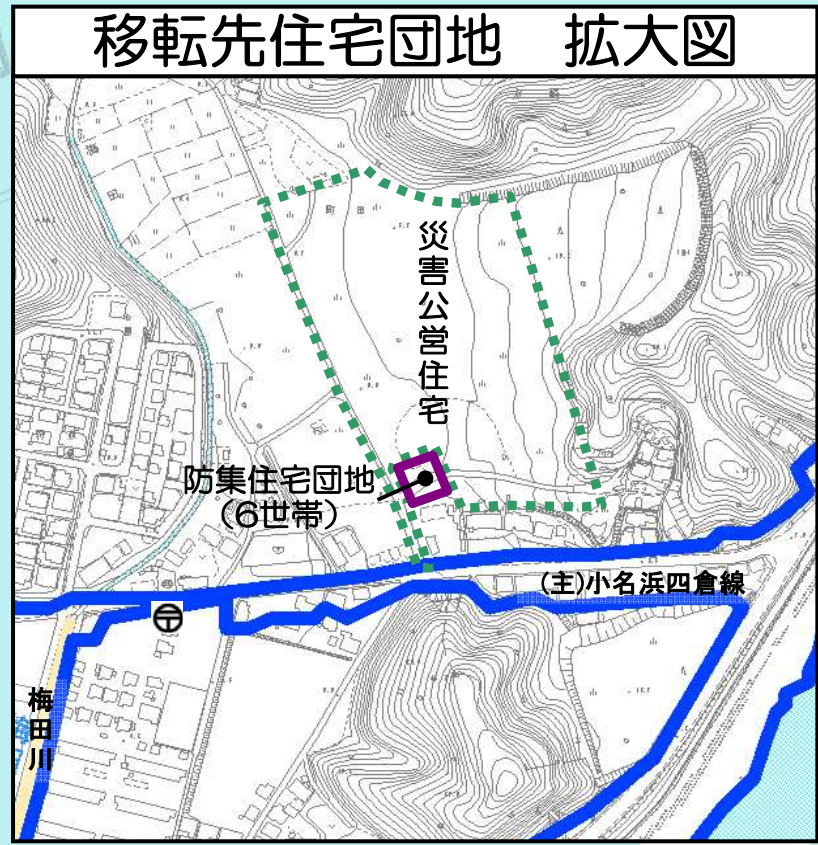 移転先住宅団地　拡大図
災害公営住宅
防集住宅団地
（6世帯）
(主)小名浜四倉線
梅田川